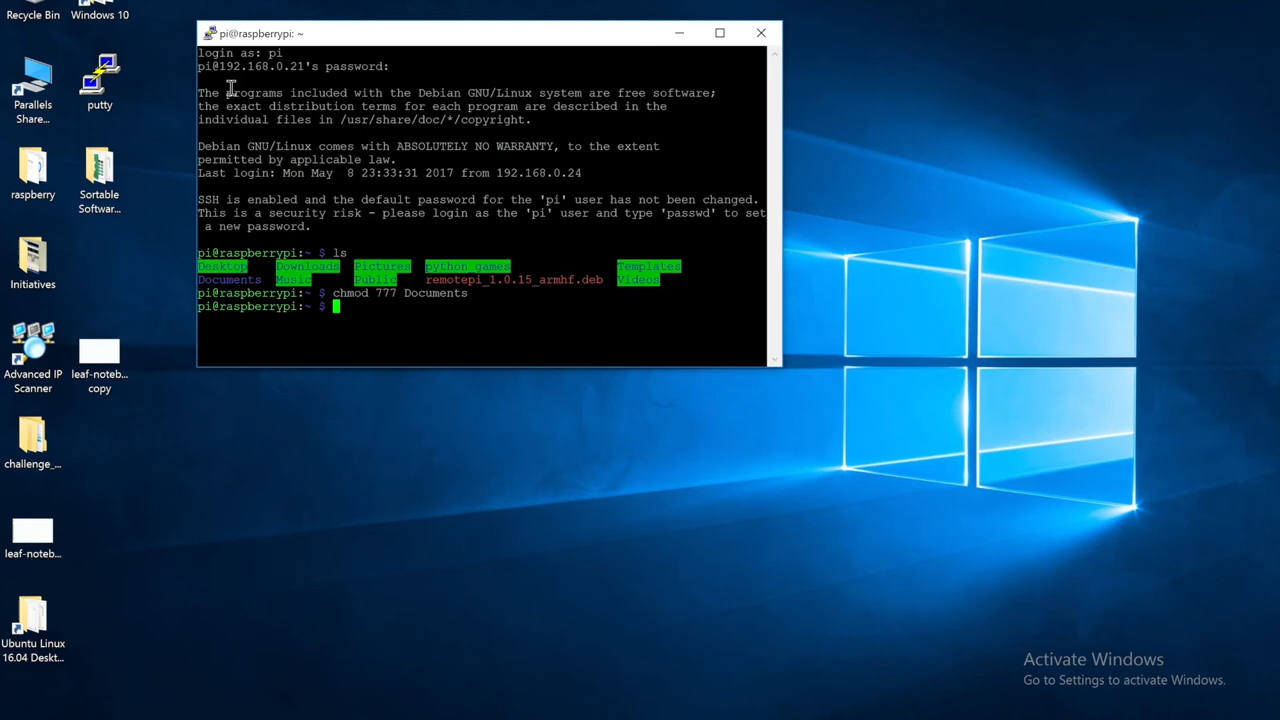 Recycle Bin
Windows 10
Parallels
Share...
putty
raspberry
Sortable
Softwar...
Initiatives
Advanced IP
Scanner
leaf-noteb...
copy
challenge_...
leaf-noteb...
Ubuntu Linux
16.04 Deskt...
pi@raspberrypi: ~
login as: pi
pi@192.168.0.21's password:
The programs included with the Debian GNU/Linux system are free software;
the exact distribution terms for each program are described in the
individual files in /usr/share/doc/*/copyright.
Debian GNU/Linux comes with ABSOLUTELY NO WARRANTY, to the extent
permitted by applicable law.
Last login: Mon May  8 23:33:31 2017 from 192.168.0.24
SSH is enabled and the default password for the 'pi' user has not been changed.
This is a security risk - please login as the 'pi' user and type 'passwd' to set
 a new password.
pi@raspberrypi:~ $ ls
Desktop    Downloads  Pictures  python_games               Templates
Documents  Music      Public    remotepi_1.0.15_armhf.deb  Videos
pi@raspberrypi:~ $ chmod 777 Documents
pi@raspberrypi:~ $
Activate Windows
Go to Settings to activate Windows.